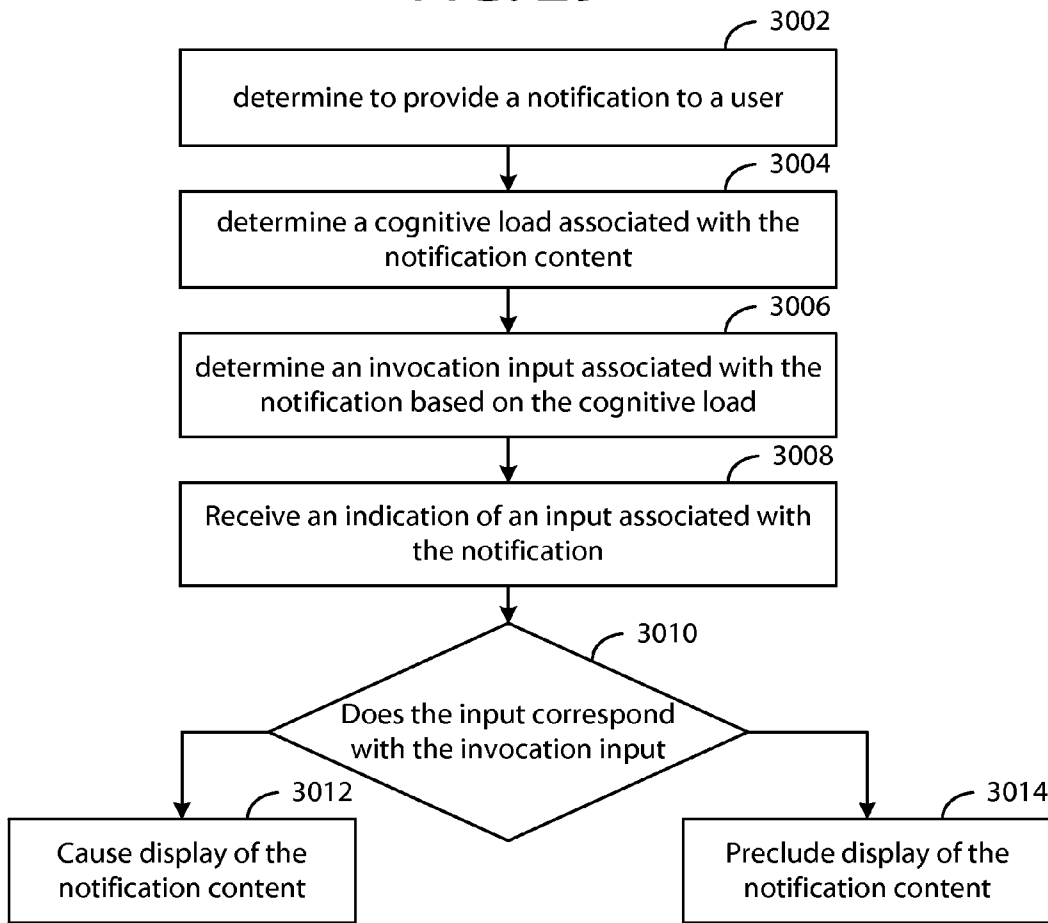 3002
determine to provide a notification to a user
3004
determine a cognitive load associated with the
notification content
3006
determine an invocation input associated with the
notification based on the cognitive load
3008
Receive an indication of an input associated with
the notification
3010
Does the input correspond
with the invocation input
3012
Cause display of the
notification content
3014
Preclude display of the
notification content